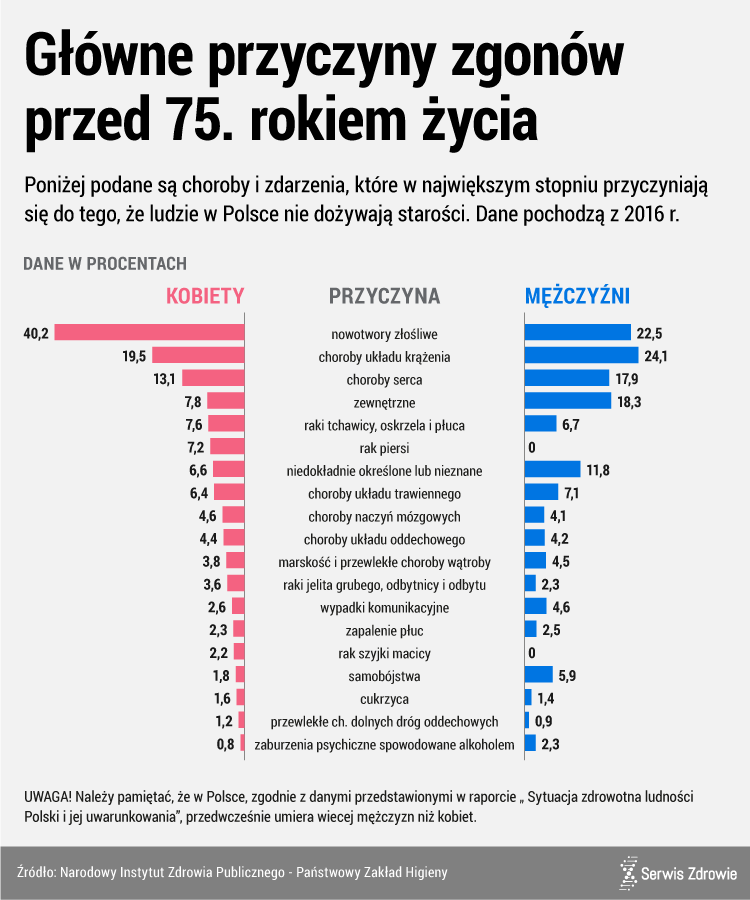 Główne przyczyny zgonów
przed 75. rokiem życia
Poniżej podane są choroby i zdarzenia, które w największym stopniu przyczyniają
się do tego, że ludzie w Polsce nie dożywają starości. Dane pochodzą z 2016 r.
DANE W PROCENTACH
KOBIETY PRZYCZYNA MĘŻCZYŹNI
40,2 nowotwory złośliwe 22,5
19,5 choroby układu krążenia 24,1
13,1 choroby serca 17,9
7,8 zewnętrzne 18,3
7,6 raki tchawicy, oskrzela i płuca 6,7
7,2 rak piersi 0
6,6 niedokładnie określone lub nieznane 11,8
6,4 choroby układu trawiennego 7,1
4,6 choroby naczyń mózgowych 4,1
4,4 choroby układu oddechowego 4,2
3,8 marskość i przewlekłe choroby wątroby 4,5
3,6 raki jelita grubego, odbytnicy i odbytu 2,3
2,6 wypadki komunikacyjne 4,6
2,3 zapalenie płuc 2,5
2,2 rak szyjki macicy 0
1,8 samobójstwa 5,9
1,6 cukrzyca 1,4
1,2 przewlekłe ch. dolnych dróg oddechowych 0,9
0,8 zaburzenia psychiczne spowodowane alkoholem 2,3
UWAGA! Należy pamiętać, że w Polsce, zgodnie z danymi przedstawionymi w raporcie „ Sytuacja zdrowotna ludności
Polski i jej uwarunkowania”, przedwcześnie umiera wiecej mężczyzn niż kobiet.
Źródło: Narodowy Instytut Zdrowia Publicznego - Państwowy Zakład Higieny
Serwis Zdrowie